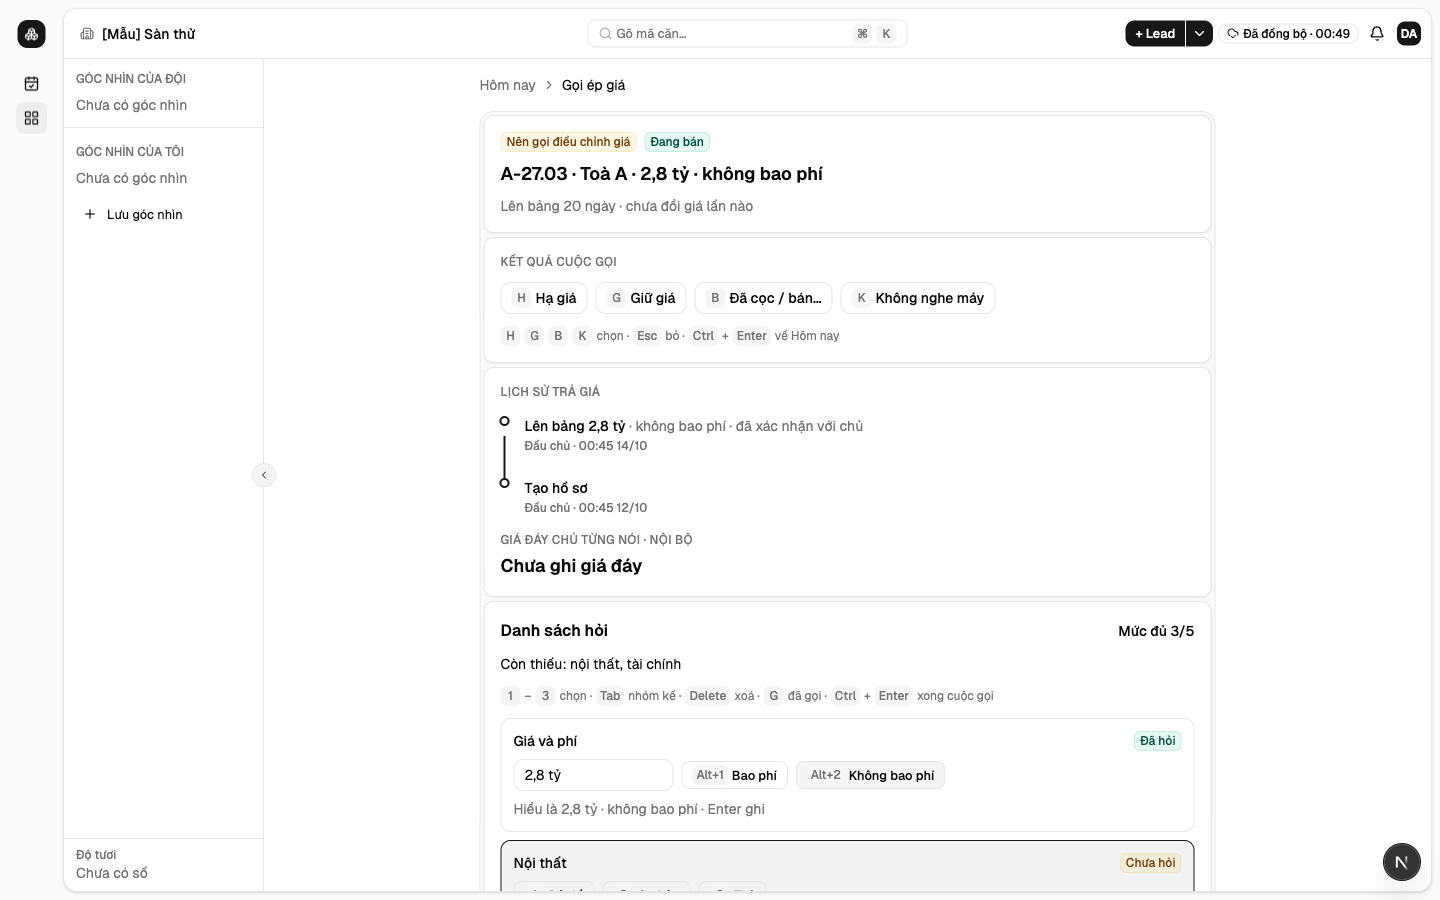 [Mẫu] Sàn thử
Gõ mã căn...
⌘ K
+ Lead
Đã đồng bộ · 00:49
DA
GÓC NHÌN CỦA ĐỘI
Chưa có góc nhìn
GÓC NHÌN CỦA TÔI
Chưa có góc nhìn
+ Lưu góc nhìn
Độ tươi
Chưa có số
Hôm nay > Gọi ép giá
Nên gọi điều chỉnh giá
Đang bán
A-27.03 · Toà A · 2,8 tỷ · không bao phí
Lên bảng 20 ngày · chưa đổi giá lần nào
KẾT QUẢ CUỘC GỌI
H Hạ giá
G Giữ giá
B Đã cọc / bán...
K Không nghe máy
H G B K chọn · Esc bỏ · Ctrl + Enter về Hôm nay
LỊCH SỬ TRẢ GIÁ
Lên bảng 2,8 tỷ · không bao phí · đã xác nhận với chủ
Đầu chủ · 00:45 14/10
Tạo hồ sơ
Đầu chủ · 00:45 12/10
GIÁ ĐÁY CHỦ TỪNG NÓI · NỘI BỘ
Chưa ghi giá đáy
Danh sách hỏi
Mức đủ 3/5
Còn thiếu: nội thất, tài chính
1 – 3 chọn · Tab nhóm kế · Delete xoá · G đã gọi · Ctrl + Enter xong cuộc gọi
Giá và phí
Đã hỏi
2,8 tỷ
Alt+1 Bao phí
Alt+2 Không bao phí
Hiểu là 2,8 tỷ · không bao phí · Enter ghi
Nội thất
Chưa hỏi
N